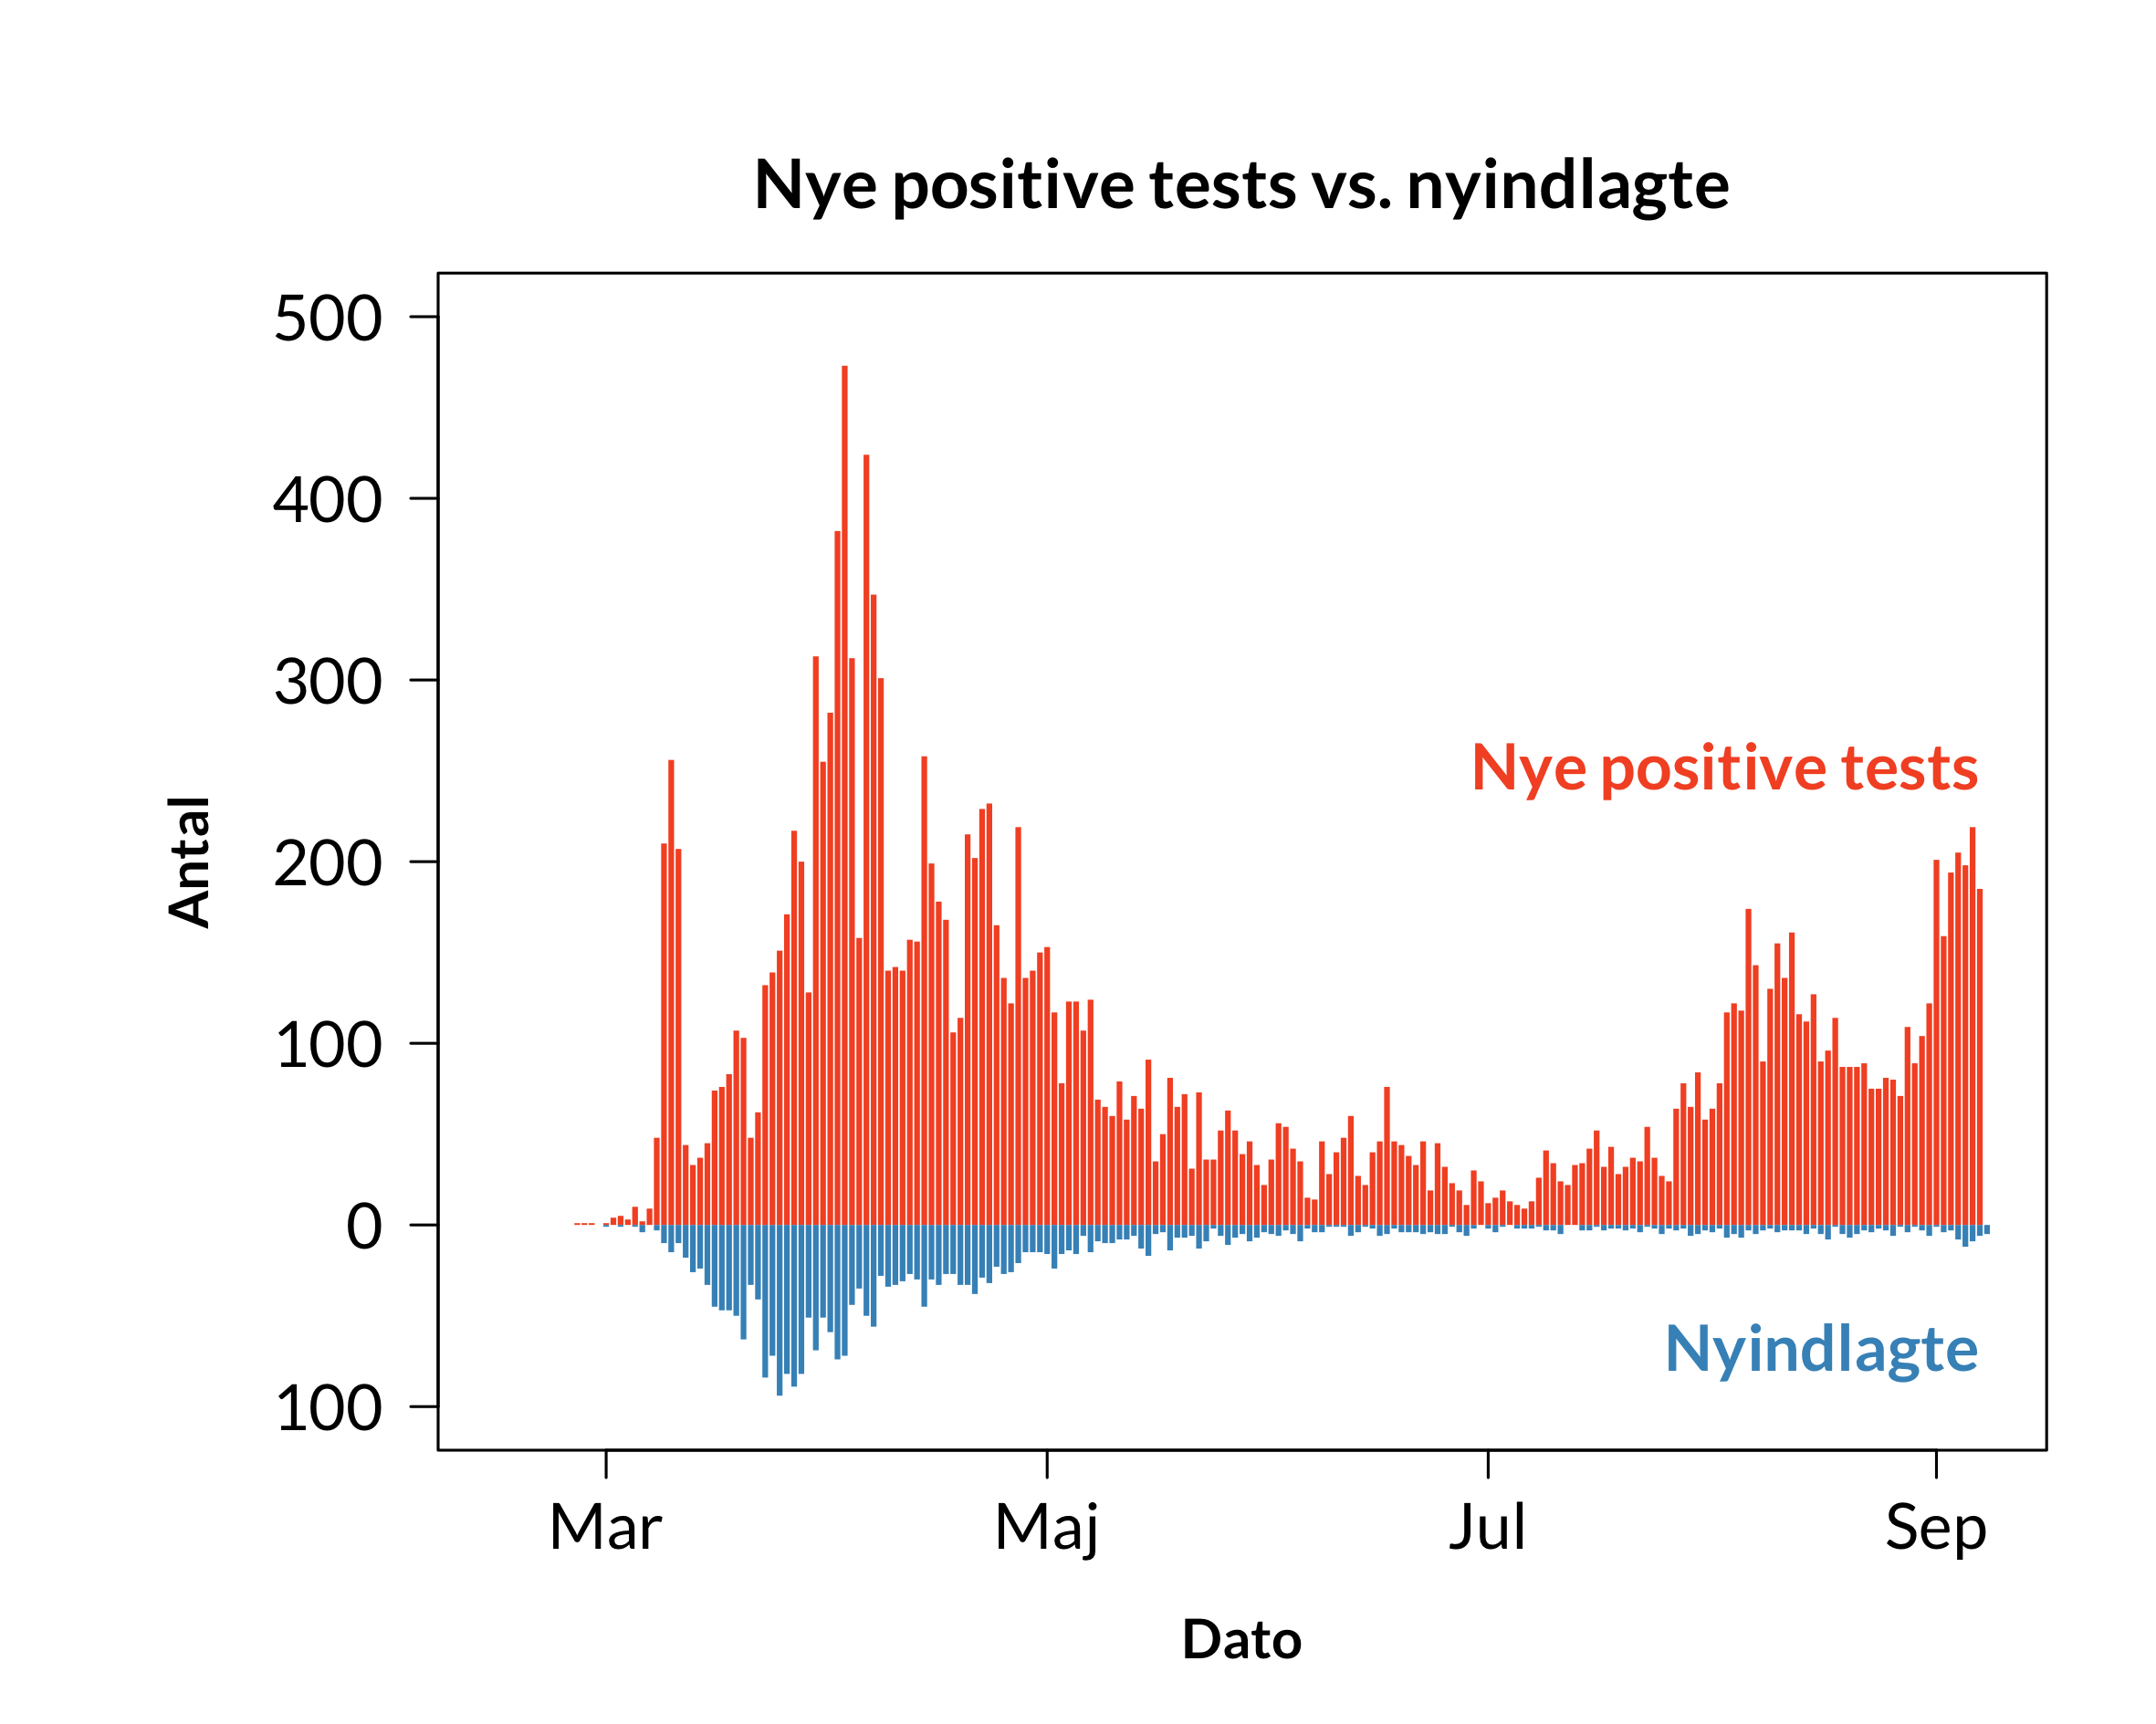 Nye positive tests vs. nyindlagte
500
400
300
200
100
0
100
Antal
Nye positive tests
Nyindlagte
Mar
Maj
Jul
Sep
Dato